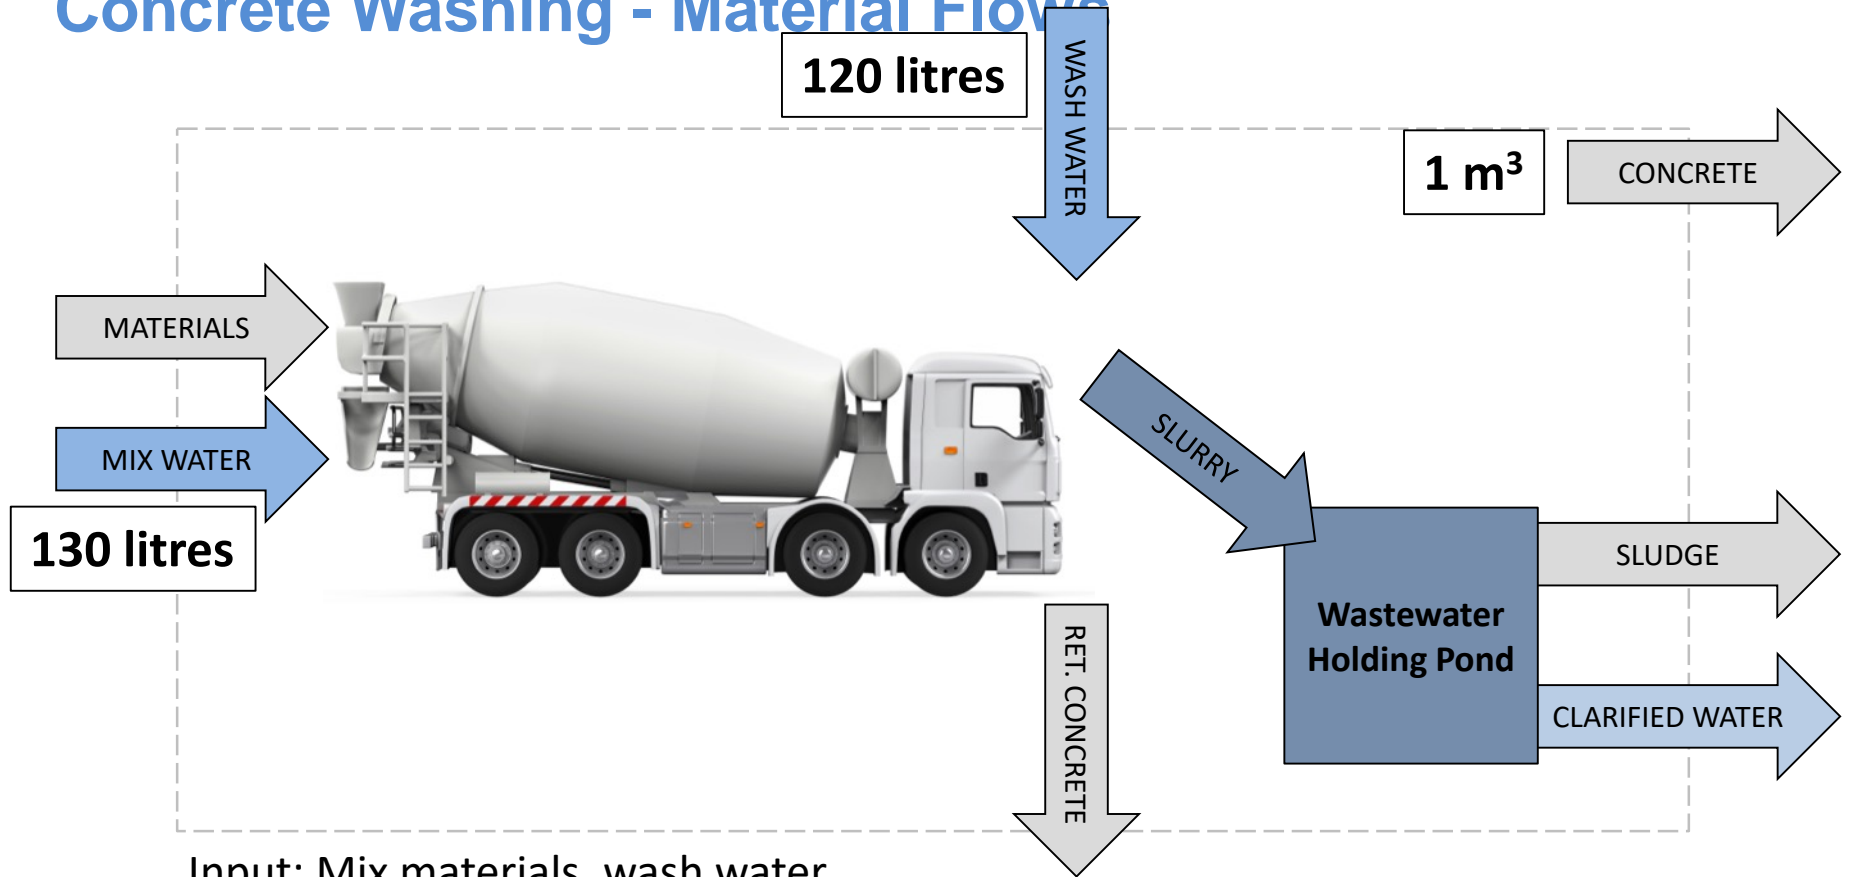 Concrete Washing - Material Flows
120 litres
WASH WATER
1 m³
CONCRETE
MATERIALS
MIX WATER
130 litres
SLURRY
SLUDGE
Wastewater
Holding Pond
CLARIFIED WATER
RET. CONCRETE
Input: Mix materials, wash water